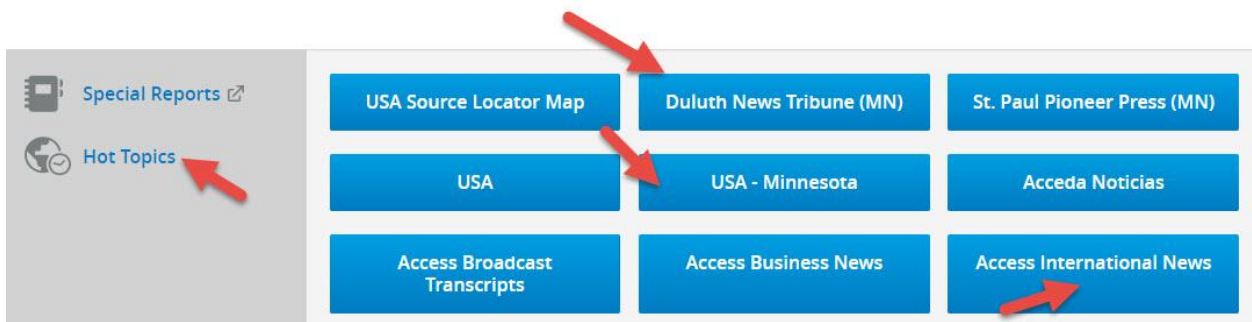 Special Reports
Hot Topics
USA Source Locator Map
Duluth News Tribune (MN)
St. Paul Pioneer Press (MN)
USA
USA - Minnesota
Acceda Noticias
Access Broadcast
Transcripts
Access Business News
Access International News